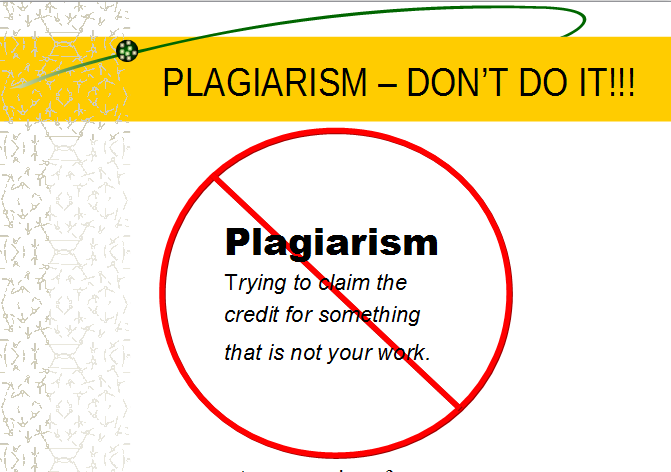 PLAGIARISM – DON’T DO IT!!!
Plagiarism
Trying to claim the
credit for something
that is not your work.